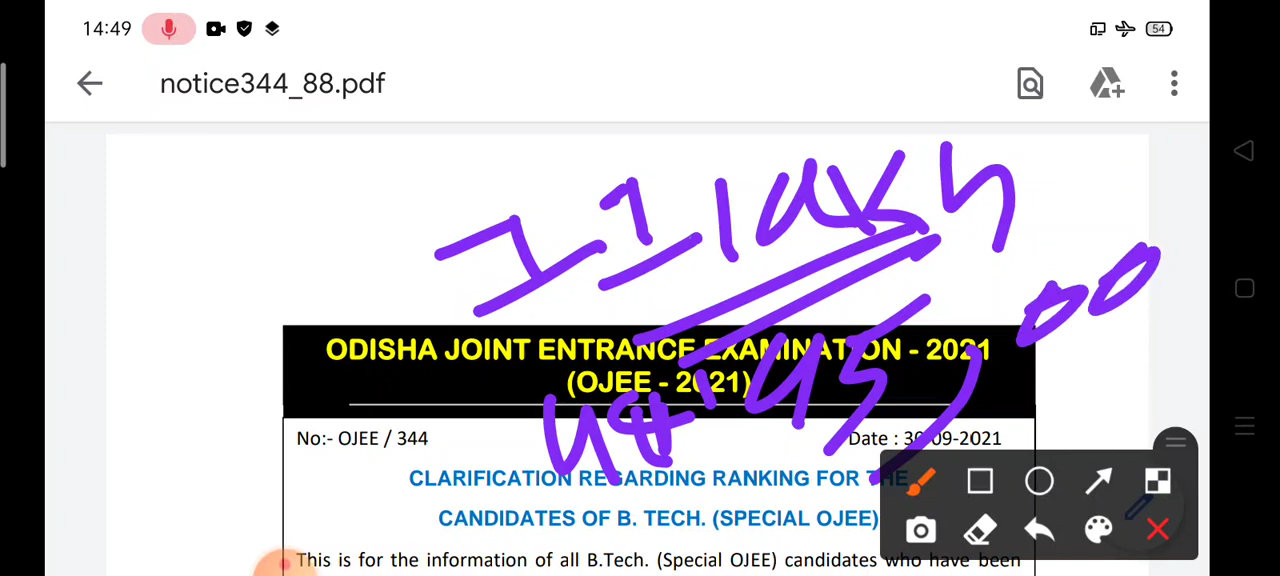 14:49 54
notice344_88.pdf
11 lakh
ODISHA JOINT ENTRANCE EXAMINATION - 2021
(OJEE - 2021)
No:- OJEE / 344 Date : 30-09-2021
CLARIFICATION REGARDING RANKING FOR THE
CANDIDATES OF B. TECH. (SPECIAL OJEE)
This is for the information of all B.Tech. (Special OJEE) candidates who have been